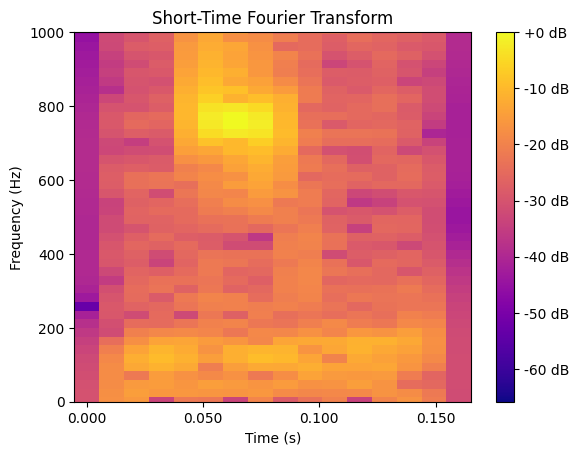 Short-Time Fourier Transform
1000
800
600
400
200
0
Frequency (Hz)
0.000
0.050
0.100
0.150
Time (s)
+0 dB
-10 dB
-20 dB
-30 dB
-40 dB
-50 dB
-60 dB